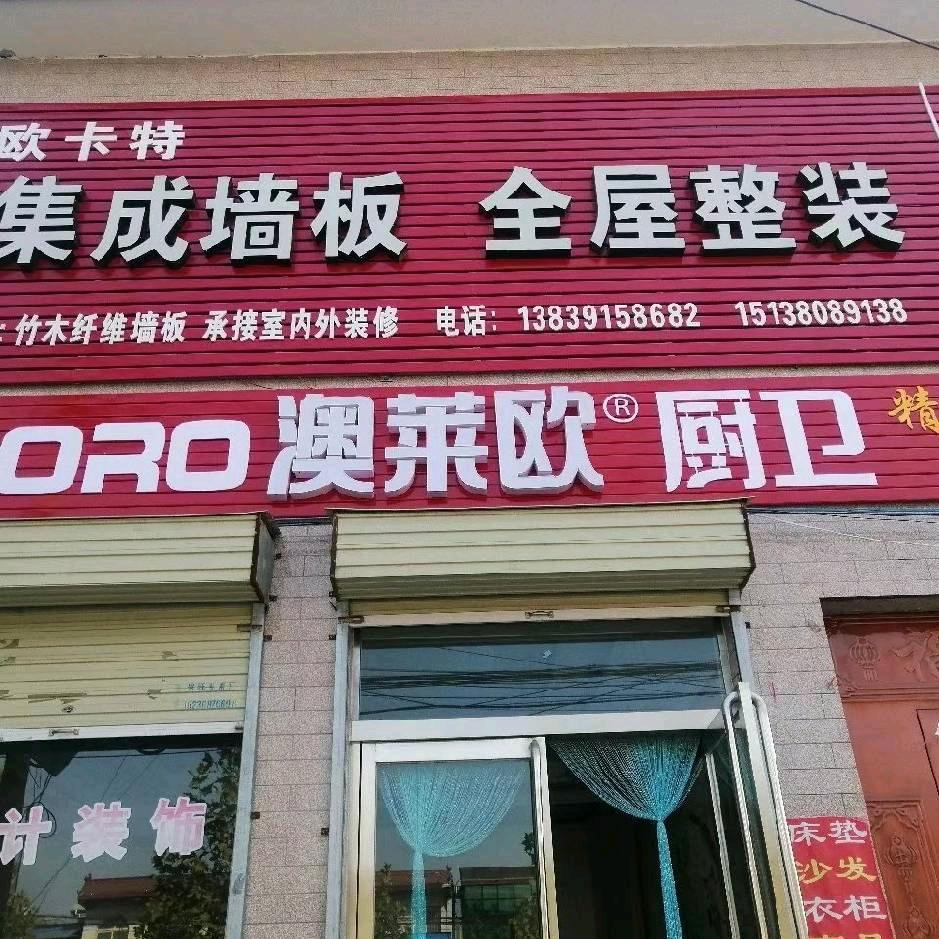 欧卡特
集成墙板 全屋整装
: 竹木纤维墙板 承接室内外装修 电话: 13839158682 15138089138
ORO 澳莱欧® 厨卫 精
计装饰
床垫
沙发
衣柜